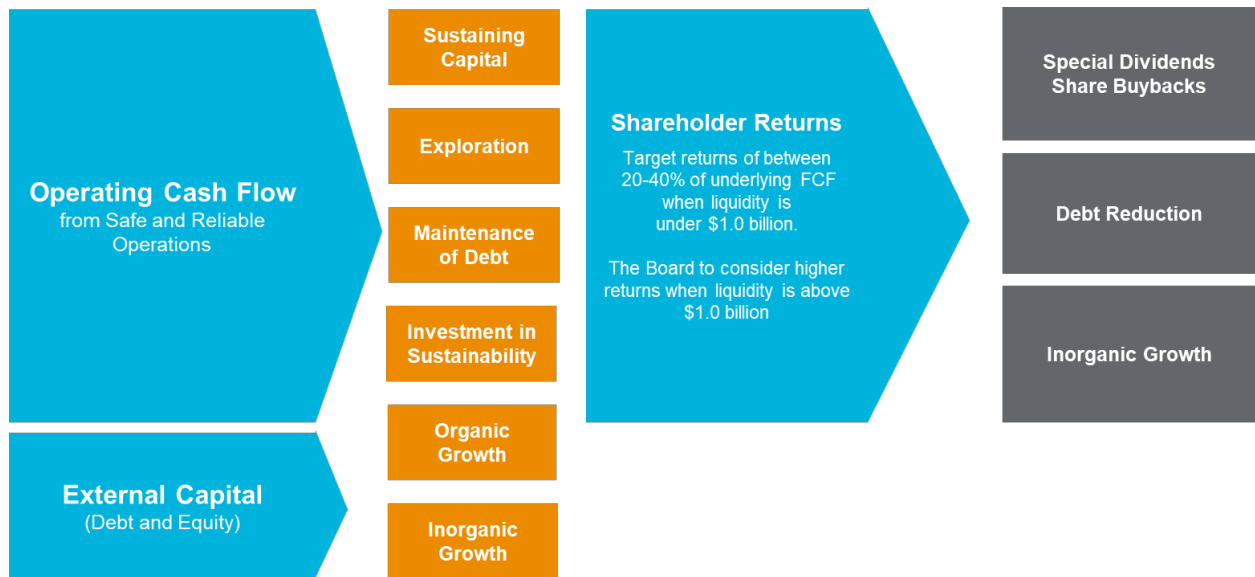 Operating Cash Flow
from Safe and Reliable
Operations
External Capital
(Debt and Equity)
Sustaining
Capital
Exploration
Maintenance
of Debt
Investment in
Sustainability
Organic
Growth
Inorganic
Growth
Shareholder Returns
Target returns of between
20-40% of underlying FCF
when liquidity is
under $1.0 billion.
The Board to consider higher
returns when liquidity is above
$1.0 billion
Special Dividends
Share Buybacks
Debt Reduction
Inorganic Growth